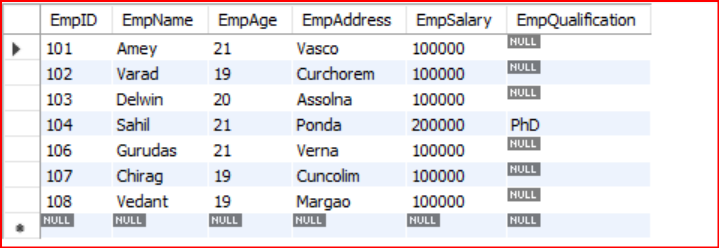 EmpID EmpName EmpAge EmpAddress EmpSalary EmpQualification
101 Amey 21 Vasco 100000 NULL
102 Varad 19 Curchorem 100000 NULL
103 Delwin 20 Assolna 100000 NULL
104 Sahil 21 Ponda 200000 PhD
106 Gurudas 21 Verna 100000 NULL
107 Chirag 19 Cuncolim 100000 NULL
108 Vedant 19 Margao 100000 NULL
NULL NULL NULL NULL NULL NULL